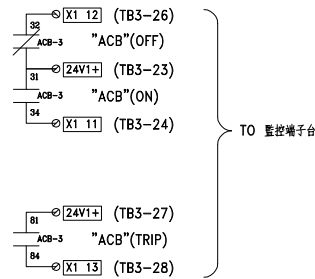 X1 12 (TB3-26)
32
ACB-3 "ACB"(OFF)
24V1+ (TB3-23)
31
ACB-3 "ACB"(ON)
34
X1 11 (TB3-24)
TO 監控端子台
24V1+ (TB3-27)
81
ACB-3 "ACB"(TRIP)
84
X1 13 (TB3-28)